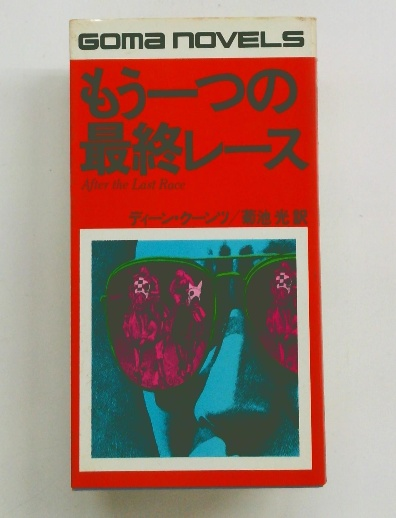 GOMA NOVELS
もう一つの
最終レース
After the Last Race
ディーン・クーンツ/菊池 光 訳